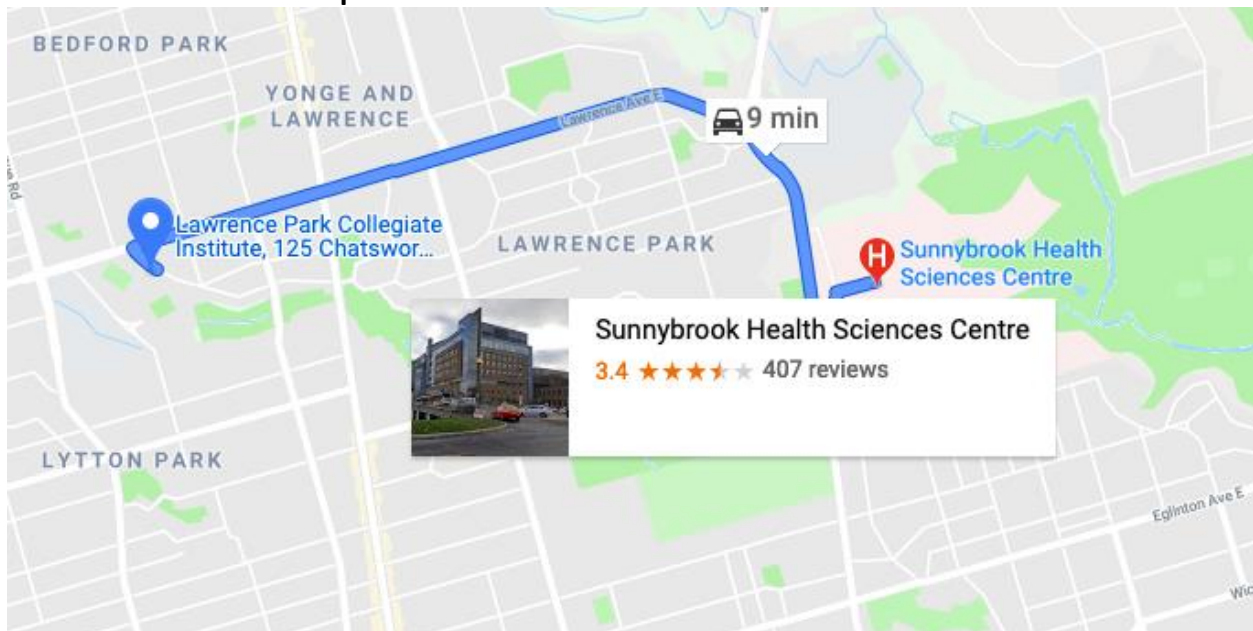 BEDFORD PARK
YONGE AND
LAWRENCE
Lawrence Ave E
9 min
Lawrence Park Collegiate
Institute, 125 Chatswor...
LAWRENCE PARK
H
Sunnybrook Health
Sciences Centre
Sunnybrook Health Sciences Centre
3.4
407 reviews
LYTTON PARK
Eglinton Ave E